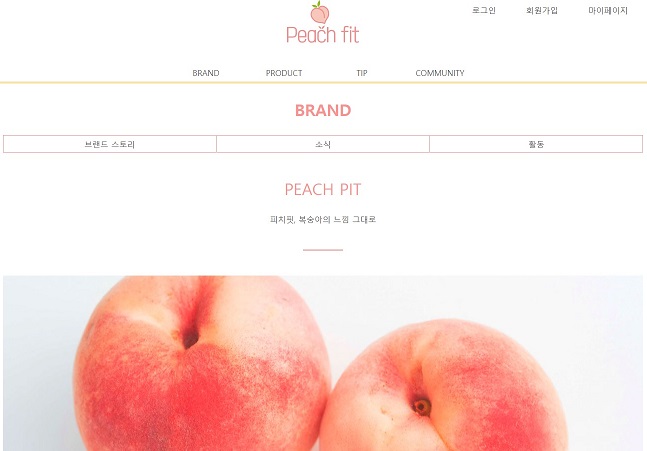 로그인 회원가입 마이페이지
Peach fit
BRAND PRODUCT TIP COMMUNITY
BRAND
브랜드 스토리 소식 활동
PEACH PIT
피치핏, 복숭아의 느낌 그대로